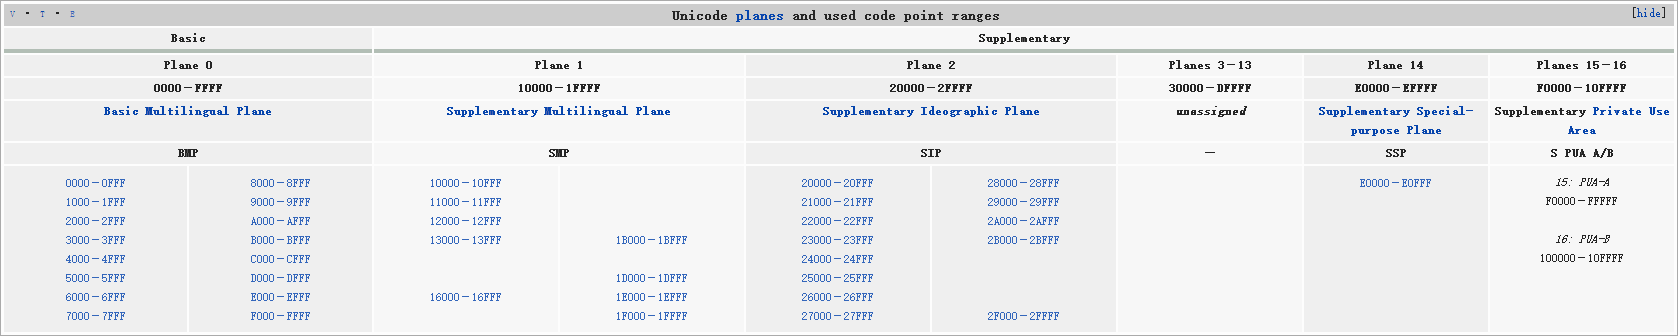 V · T · E Unicode planes and used code point ranges [hide]
Basic Supplementary
Plane 0 Plane 1 Plane 2 Planes 3–13 Plane 14 Planes 15–16
0000–FFFF 10000–1FFFF 20000–2FFFF 30000–DFFFF E0000–EFFFF F0000–10FFFF
Basic Multilingual Plane Supplementary Multilingual Plane Supplementary Ideographic Plane unassigned Supplementary Special-purpose Plane Supplementary Private Use Area
BMP SMP SIP — SSP S PUA A/B
0000–0FFF 8000–8FFF 10000–10FFF 20000–20FFF 28000–28FFF E0000–E0FFF 15: PUA-A
1000–1FFF 9000–9FFF 11000–11FFF 21000–21FFF 29000–29FFF F0000–FFFFF
2000–2FFF A000–AFFF 12000–12FFF 22000–22FFF 2A000–2AFFF
3000–3FFF B000–BFFF 13000–13FFF 1B000–1BFFF 23000–23FFF 2B000–2BFFF 16: PUA-B
4000–4FFF C000–CFFF 24000–24FFF 100000–10FFFF
5000–5FFF D000–DFFF 1D000–1DFFF 25000–25FFF
6000–6FFF E000–EFFF 16000–16FFF 1E000–1EFFF 26000–26FFF
7000–7FFF F000–FFFF 1F000–1FFFF 27000–27FFF 2F000–2FFFF